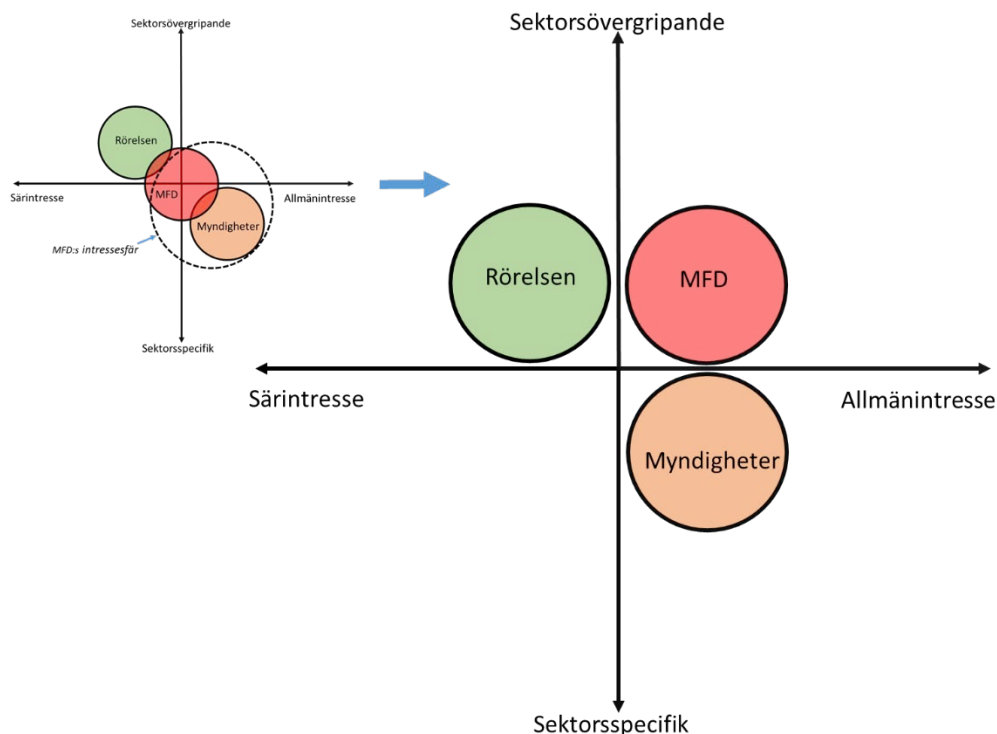 Sektorsövergripande
Rörelsen
MFD
Särintresse
Allmänintresse
Myndigheter
MFD:s intressesfär
Sektorsspecifik
Sektorsövergripande
Rörelsen
MFD
Särintresse
Allmänintresse
Myndigheter
Sektorsspecifik